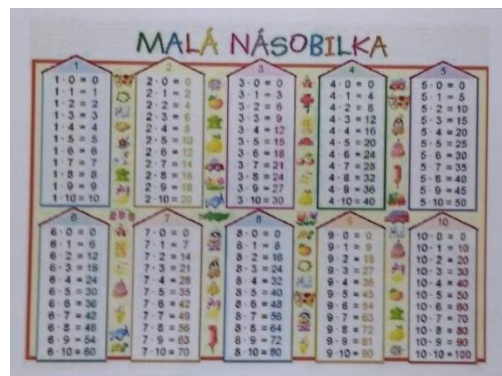 MALÁ NÁSOBILKA
1
1 · 0 = 0
1 · 1 = 1
1 · 2 = 2
1 · 3 = 3
1 · 4 = 4
1 · 5 = 5
1 · 6 = 6
1 · 7 = 7
1 · 8 = 8
1 · 9 = 9
1 · 10 = 10
2
2 · 0 = 0
2 · 1 = 2
2 · 2 = 4
2 · 3 = 6
2 · 4 = 8
2 · 5 = 10
2 · 6 = 12
2 · 7 = 14
2 · 8 = 16
2 · 9 = 18
2 · 10 = 20
3
3 · 0 = 0
3 · 1 = 3
3 · 2 = 6
3 · 3 = 9
3 · 4 = 12
3 · 5 = 15
3 · 6 = 18
3 · 7 = 21
3 · 8 = 24
3 · 9 = 27
3 · 10 = 30
4
4 · 0 = 0
4 · 1 = 4
4 · 2 = 8
4 · 3 = 12
4 · 4 = 16
4 · 5 = 20
4 · 6 = 24
4 · 7 = 28
4 · 8 = 32
4 · 9 = 36
4 · 10 = 40
5
5 · 0 = 0
5 · 1 = 5
5 · 2 = 10
5 · 3 = 15
5 · 4 = 20
5 · 5 = 25
5 · 6 = 30
5 · 7 = 35
5 · 8 = 40
5 · 9 = 45
5 · 10 = 50
6
6 · 0 = 0
6 · 1 = 6
6 · 2 = 12
6 · 3 = 18
6 · 4 = 24
6 · 5 = 30
6 · 6 = 36
6 · 7 = 42
6 · 8 = 48
6 · 9 = 54
6 · 10 = 60
7
7 · 0 = 0
7 · 1 = 7
7 · 2 = 14
7 · 3 = 21
7 · 4 = 28
7 · 5 = 35
7 · 6 = 42
7 · 7 = 49
7 · 8 = 56
7 · 9 = 63
7 · 10 = 70
8
8 · 0 = 0
8 · 1 = 8
8 · 2 = 16
8 · 3 = 24
8 · 4 = 32
8 · 5 = 40
8 · 6 = 48
8 · 7 = 56
8 · 8 = 64
8 · 9 = 72
8 · 10 = 80
9
9 · 0 = 0
9 · 1 = 9
9 · 2 = 18
9 · 3 = 27
9 · 4 = 36
9 · 5 = 45
9 · 6 = 54
9 · 7 = 63
9 · 8 = 72
9 · 9 = 81
9 · 10 = 90
10
10 · 0 = 0
10 · 1 = 10
10 · 2 = 20
10 · 3 = 30
10 · 4 = 40
10 · 5 = 50
10 · 6 = 60
10 · 7 = 70
10 · 8 = 80
10 · 9 = 90
10 · 10 = 100